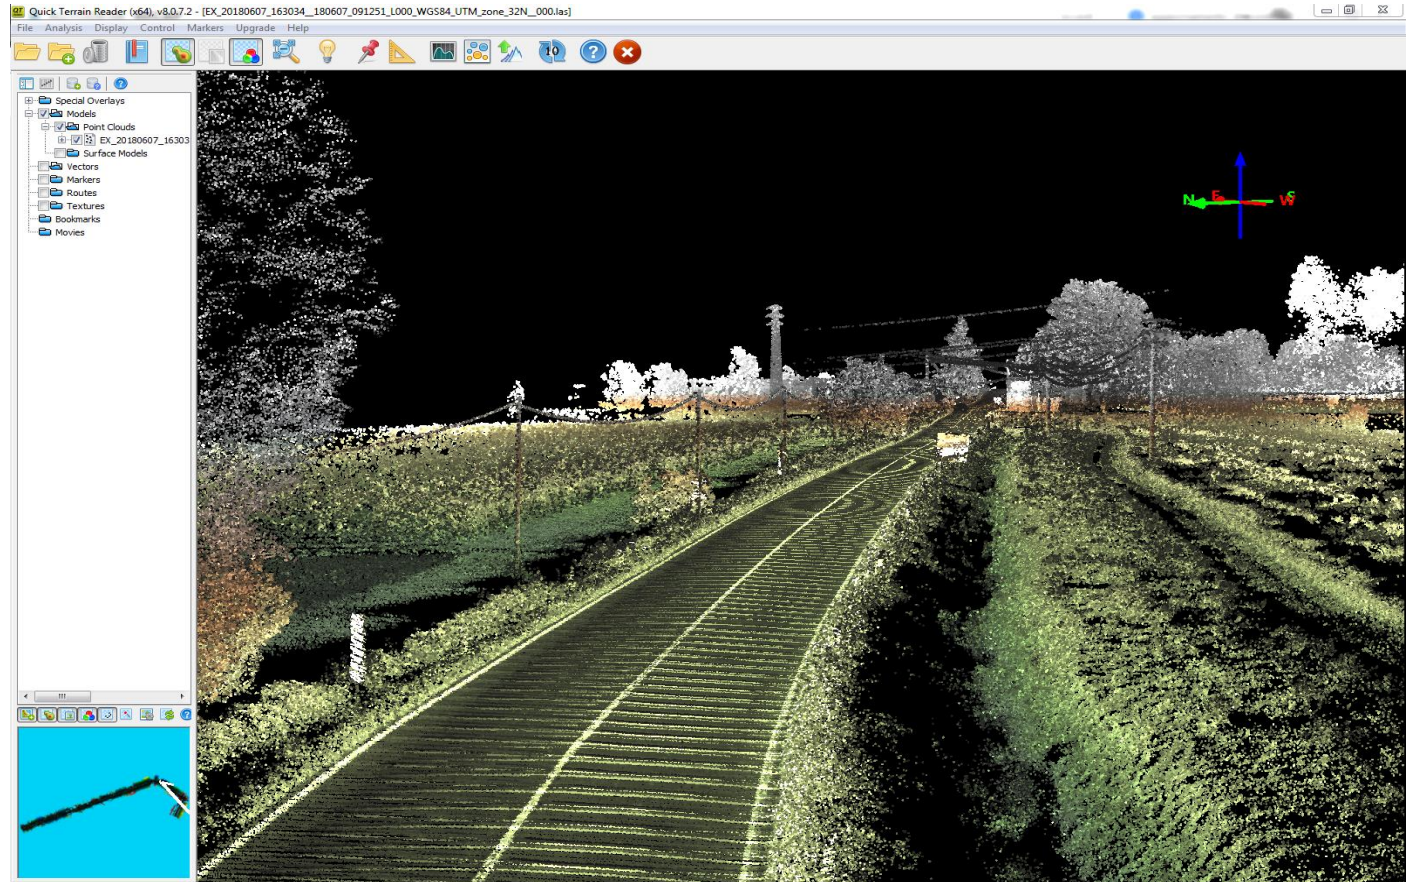 Quick Terrain Reader (x64), v8.0.7.2 - [EX_20180607_163034__180607_091251_L000_WGS84_UTM_zone_32N__000.las]
File Analysis Display Control Markers Upgrade Help
10
Special Overlays
Models
Point Clouds
EX_20180607_16303
Surface Models
Vectors
Markers
Routes
Textures
Bookmarks
Movies
N E W S